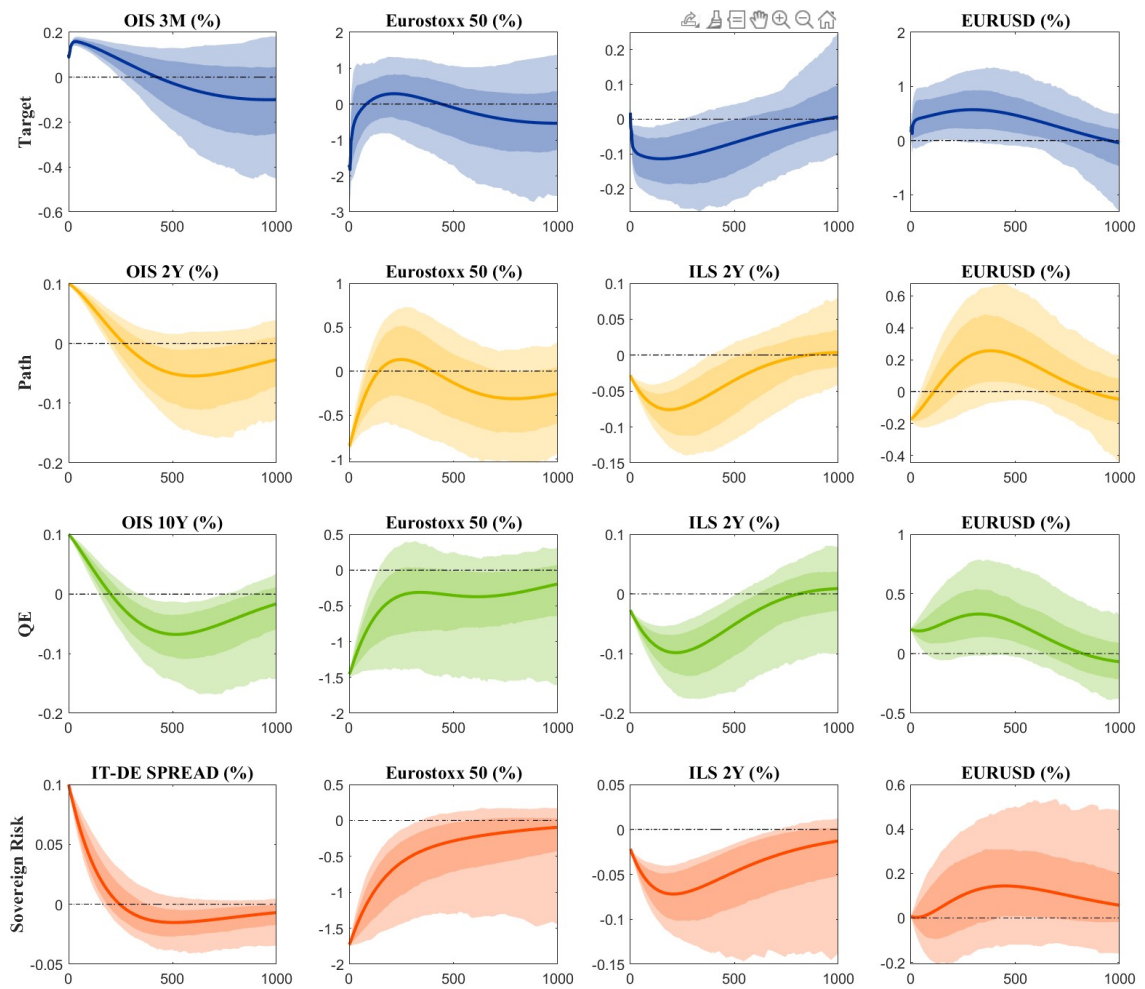 OIS 3M (%)
Eurostoxx 50 (%)
EURUSD (%)
Target
0.2
0
-0.2
-0.4
-0.6
0 500 1000
2
1
0
-1
-2
-3
0 500 1000
0.2
0.1
0
-0.1
-0.2
0 500 1000
2
1
0
-1
0 500 1000
OIS 2Y (%)
Eurostoxx 50 (%)
ILS 2Y (%)
EURUSD (%)
Path
0.1
0
-0.1
-0.2
0 500 1000
1
0.5
0
-0.5
-1
0 500 1000
0.1
0.05
0
-0.05
-0.1
-0.15
0 500 1000
0.6
0.4
0.2
0
-0.2
-0.4
0 500 1000
OIS 10Y (%)
Eurostoxx 50 (%)
ILS 2Y (%)
EURUSD (%)
QE
0.1
0
-0.1
-0.2
0 500 1000
0.5
0
-0.5
-1
-1.5
-2
0 500 1000
0.1
0
-0.1
-0.2
0 500 1000
1
0.5
0
-0.5
0 500 1000
IT-DE SPREAD (%)
Eurostoxx 50 (%)
ILS 2Y (%)
EURUSD (%)
Sovereign Risk
0.1
0.05
0
-0.05
0 500 1000
0.5
0
-0.5
-1
-1.5
-2
0 500 1000
0.05
0
-0.05
-0.1
-0.15
0 500 1000
0.6
0.4
0.2
0
-0.2
0 500 1000